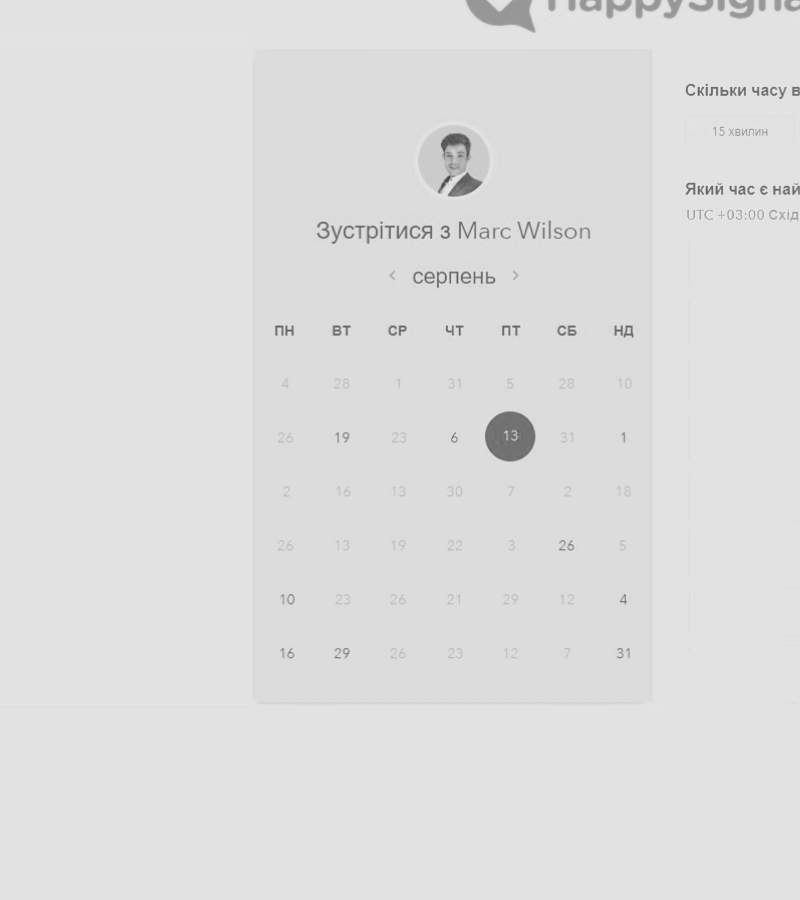 Зустрітися з Marc Wilson
серпень
ПН ВТ СР ЧТ ПТ СБ НД
4 28 1 31 5 28 10
26 19 23 6 13 31 1
2 16 13 30 7 2 18
26 13 19 22 3 26 5
10 23 26 21 29 12 4
16 29 26 23 12 7 31
Скільки часу
15 хвилин
Який час є
UTC +03:00